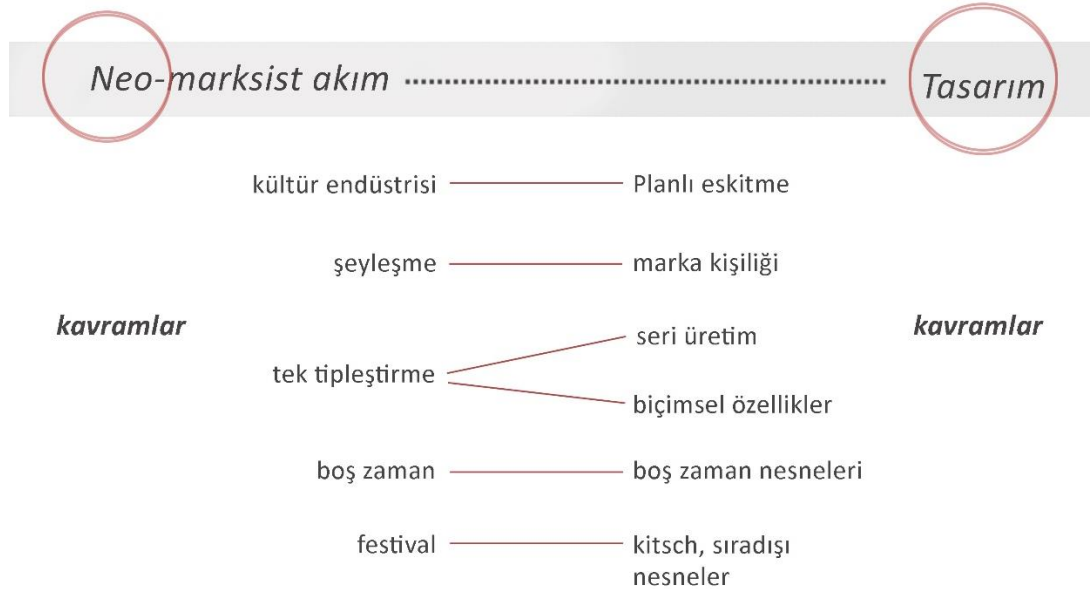 Neo-marksist akım
Tasarım
kültür endüstrisi
Planlı eskitme
şeyleşme
marka kişiliği
kavramlar
kavramlar
seri üretim
tek tipleştirme
biçimsel özellikler
boş zaman
boş zaman nesneleri
festival
kitsch, sıradışı
nesneler